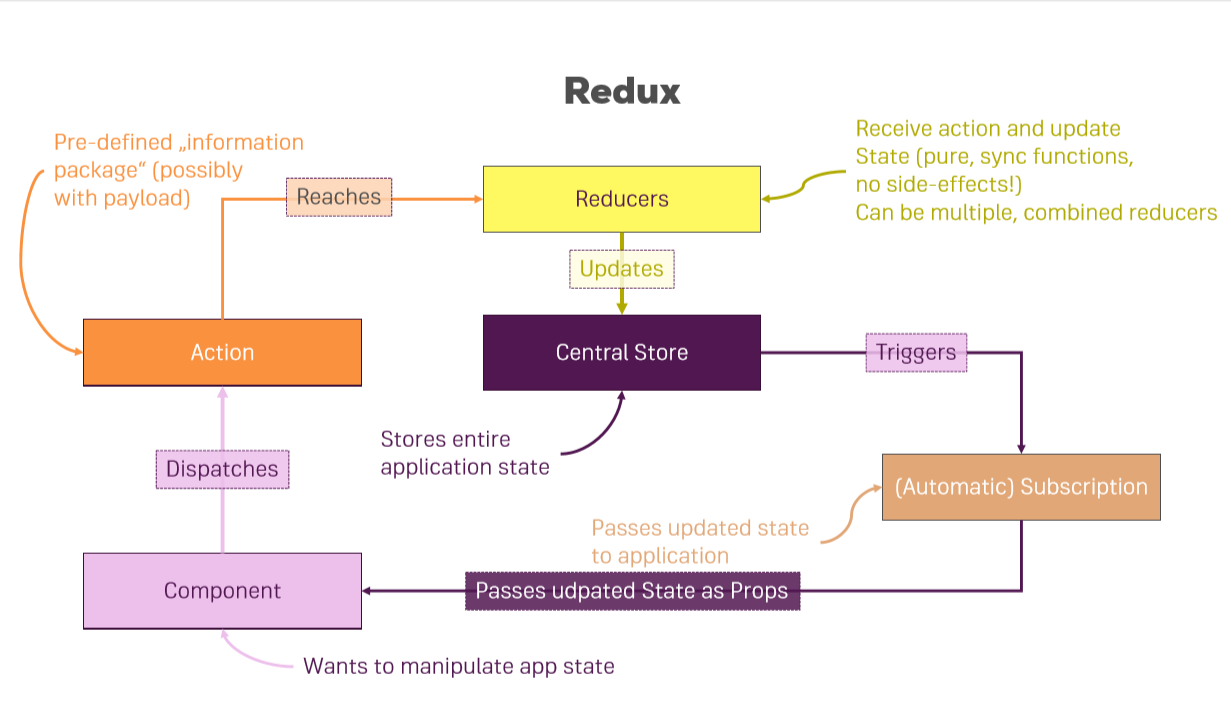 Redux
Pre-defined „information
package“ (possibly
with payload)
Reaches
Reducers
Receive action and update
State (pure, sync functions,
no side-effects!)
Can be multiple, combined reducers
Updates
Action
Central Store
Triggers
Stores entire
application state
Dispatches
(Automatic) Subscription
Passes updated state
to application
Component
Passes udpated State as Props
Wants to manipulate app state